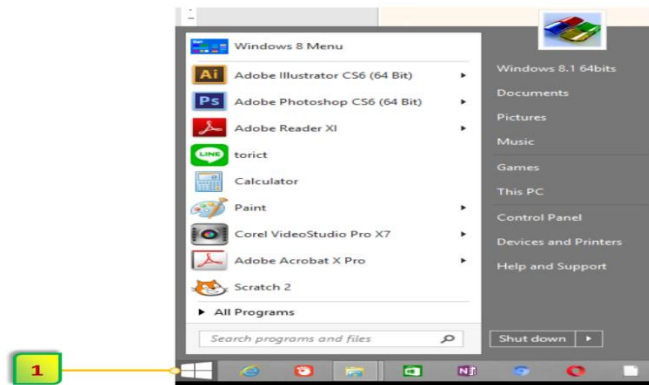 Windows 8 Menu
Ai Adobe Illustrator CS6 (64 Bit)
Ps Adobe Photoshop CS6 (64 Bit)
Adobe Reader XI
LINE torict
Calculator
Paint
Corel VideoStudio Pro X7
Adobe Acrobat X Pro
Scratch 2
All Programs
Search programs and files
Windows 8.1 64bits
Documents
Pictures
Music
Games
This PC
Control Panel
Devices and Printers
Help and Support
Shut down
1